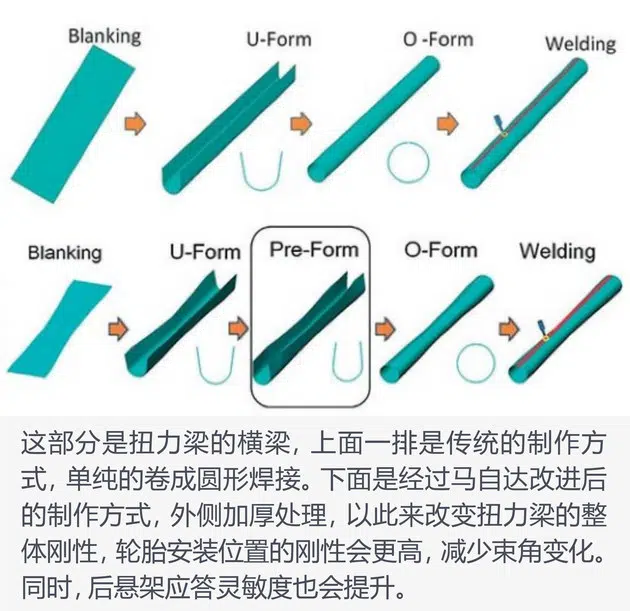 Blanking
U-Form
O -Form
Welding
Blanking
U-Form
Pre-Form
O-Form
Welding
这部分是扭力梁的横梁，上面一排是传统的制作方
式，单纯的卷成圆形焊接。下面是经过马自达改进后
的制作方式，外侧加厚处理，以此来改变扭力梁的整
体刚性，轮胎安装位置的刚性会更高，减少束角变化。
同时，后悬架应答灵敏度也会提升。